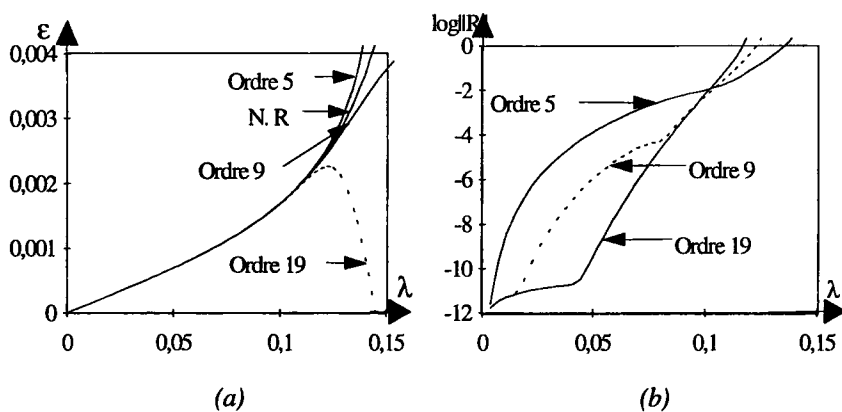 ε
0,004
0,003
0,002
0,001
0
Ordre 5
N. R
Ordre 9
Ordre 19
λ
0
0,05
0,1
0,15
(a)
log||R
0
-2
-4
-6
-8
-10
-12
Ordre 5
Ordre 9
Ordre 19
λ
0
0,05
0,1
0,15
(b)